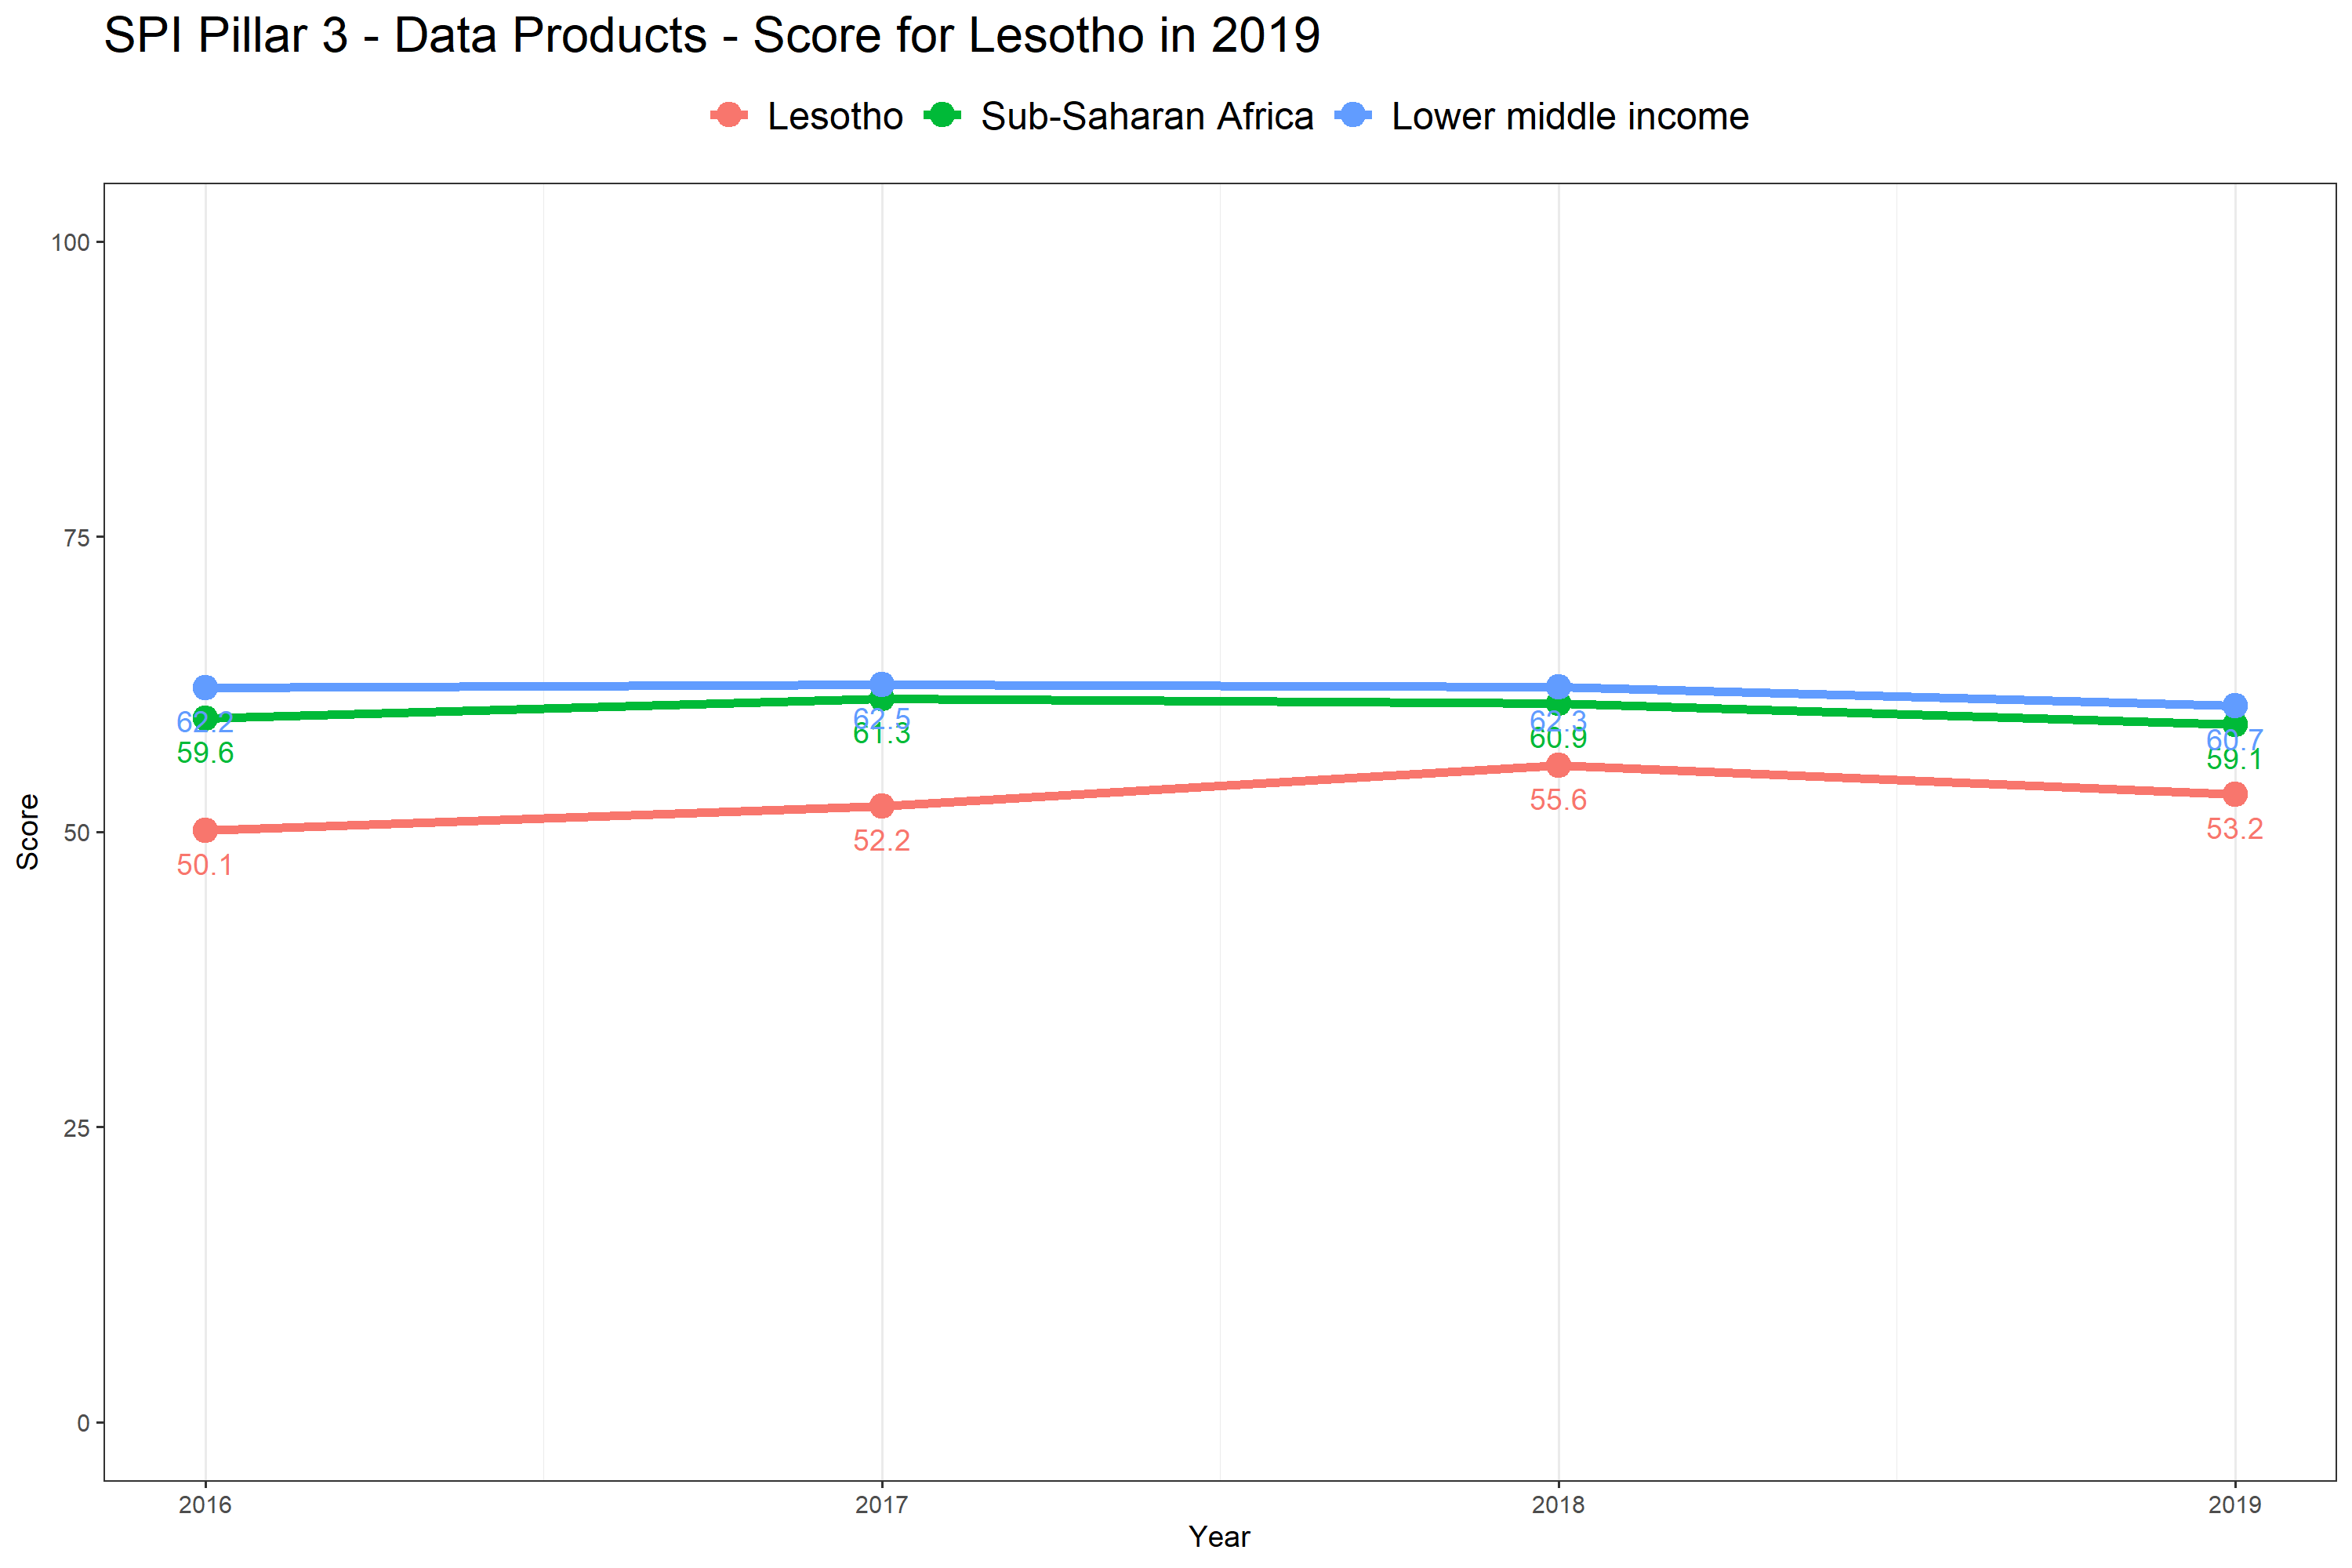 SPI Pillar 3 - Data Products - Score for Lesotho in 2019
Lesotho Sub-Saharan Africa Lower middle income
100
75
50
25
0
Score
62.2 62.5 62.3 60.7
59.6 61.3 60.9 59.1
50.1 52.2 55.6 53.2
2016 2017 2018 2019
Year